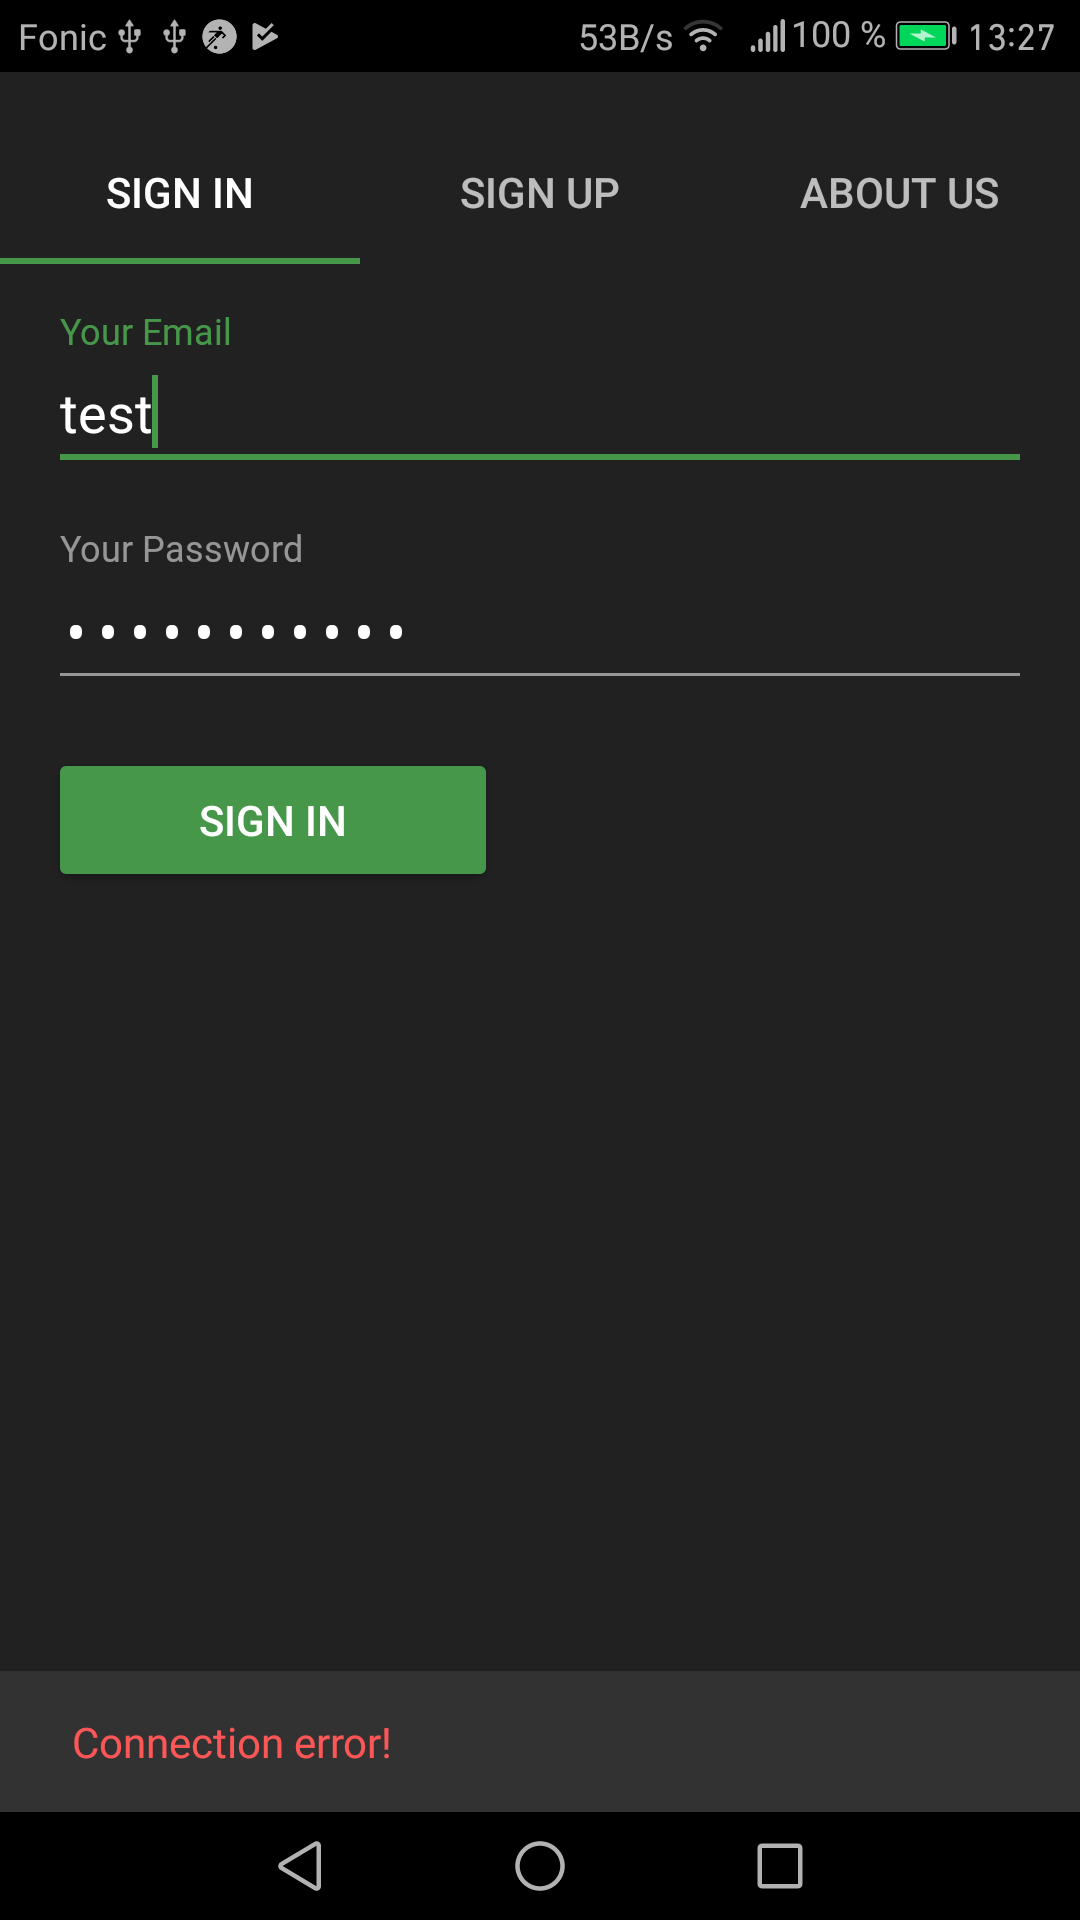 Fonic 53B/s 100 % 13:27
SIGN IN SIGN UP ABOUT US
Your Email
test
Your Password
•••••••••••
SIGN IN
Connection error!